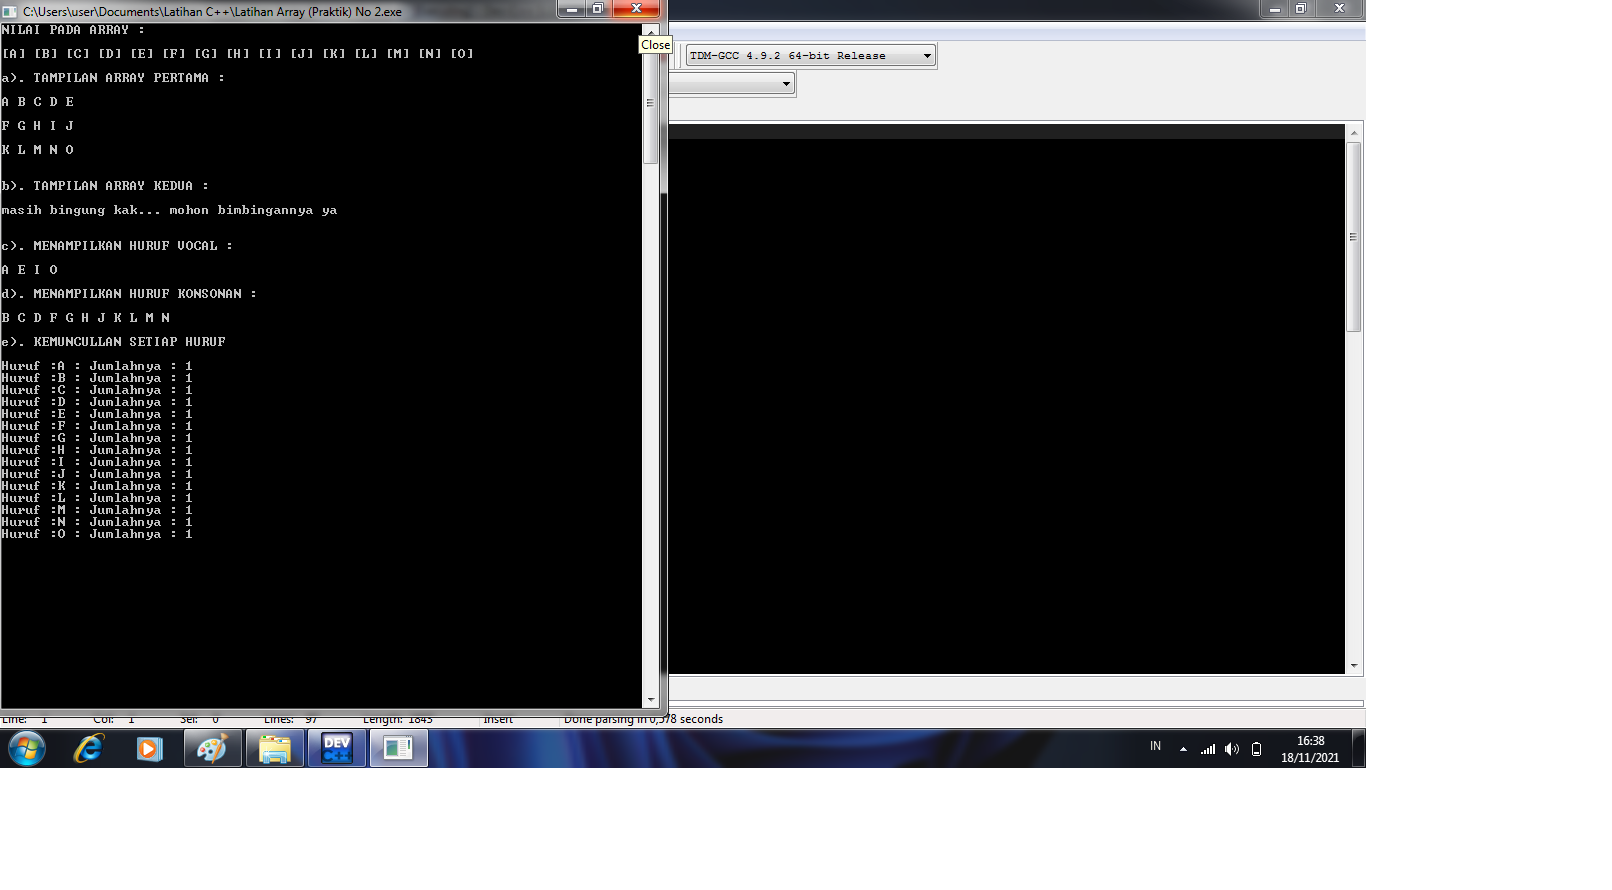 C:\Users\user\Documents\Latihan C++\Latihan Array (Praktik) No 2.exe
NILAI PADA ARRAY :
Close
[A] [B] [C] [D] [E] [F] [G] [H] [I] [J] [K] [L] [M] [N] [O]
TDM-GCC 4.9.2 64-bit Release
a). TAMPILAN ARRAY PERTAMA :
A B C D E
F G H I J
K L M N O
b). TAMPILAN ARRAY KEDUA :
masih bingung kak... mohon bimbingannya ya
c). MENAMPILKAN HURUF VOCAL :
A E I O
d). MENAMPILKAN HURUF KONSONAN :
B C D F G H J K L M N
e). KEMUNCULLAN SETIAP HURUF
Huruf :A : Jumlahnya : 1
Huruf :B : Jumlahnya : 1
Huruf :C : Jumlahnya : 1
Huruf :D : Jumlahnya : 1
Huruf :E : Jumlahnya : 1
Huruf :F : Jumlahnya : 1
Huruf :G : Jumlahnya : 1
Huruf :H : Jumlahnya : 1
Huruf :I : Jumlahnya : 1
Huruf :J : Jumlahnya : 1
Huruf :K : Jumlahnya : 1
Huruf :L : Jumlahnya : 1
Huruf :M : Jumlahnya : 1
Huruf :N : Jumlahnya : 1
Huruf :O : Jumlahnya : 1
Line: 1 Col: 1 Sel: 0 Lines: 97 Length: 1843 Insert Done parsing in 0,578 seconds
DEV C++
IN
16:38
18/11/2021